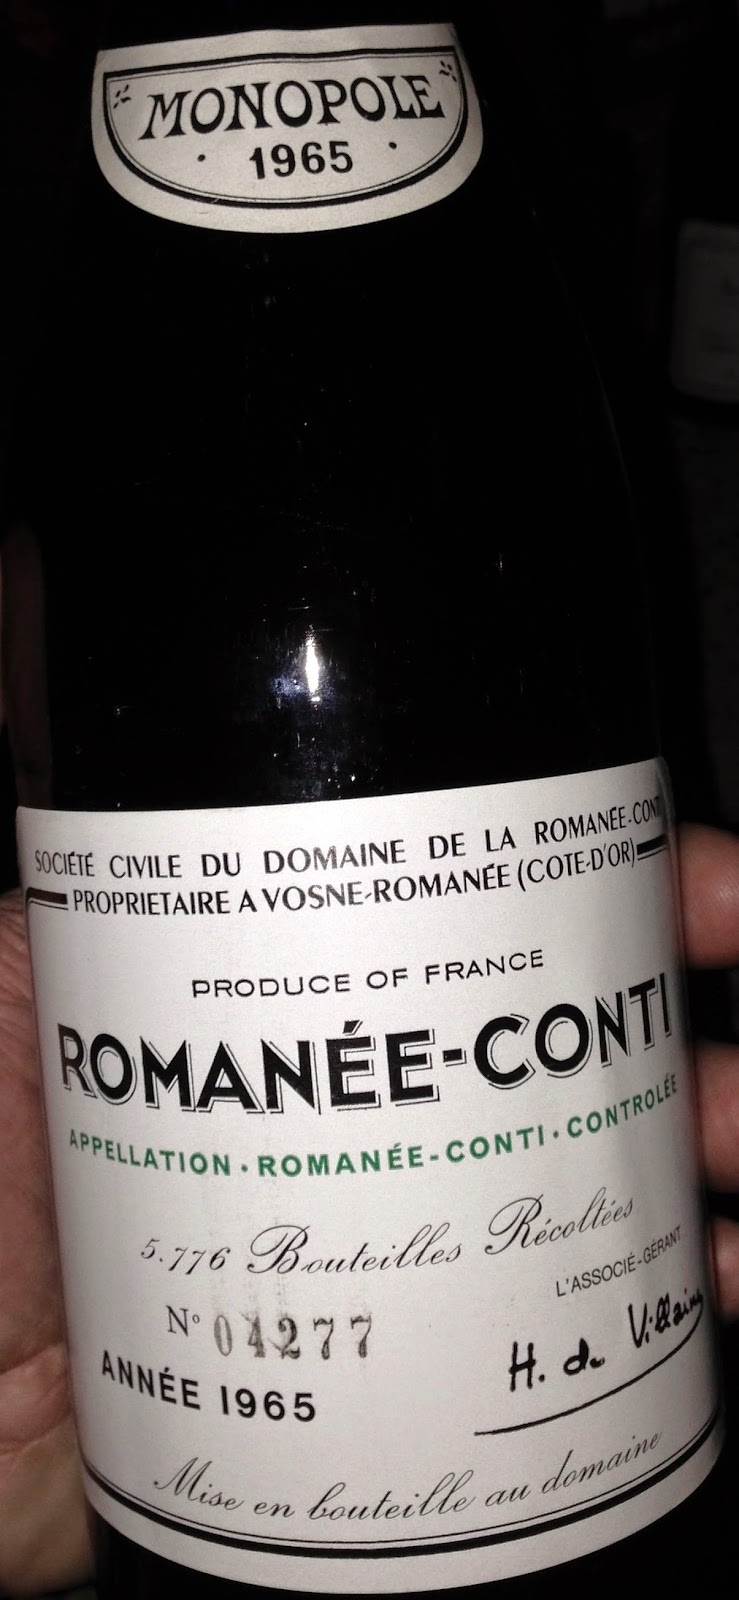 MONOPOLE
· 1965 ·
SOCIÉTÉ CIVILE DU DOMAINE DE LA ROMANÉE-CONTI
PROPRIETAIRE A VOSNE-ROMANÉE (COTE-D'OR)
PRODUCE OF FRANCE
ROMANÉE-CONTI
APPELLATION · ROMANÉE-CONTI · CONTROLÉE
5.776 Bouteilles Récoltées
L'ASSOCIÉ-GÉRANT
Nº 04277
H. de Villaine
ANNÉE 1965
Mise en bouteille au domaine